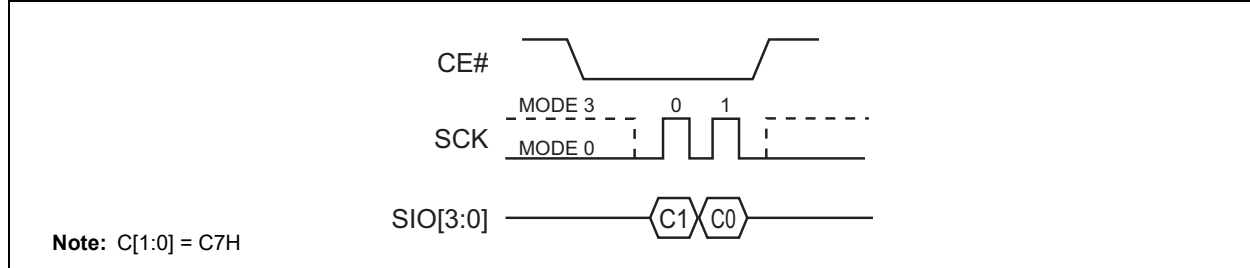 CE#
MODE 3 0 1
SCK
MODE 0
SIO[3:0] C1 C0
Note: C[1:0] = C7H